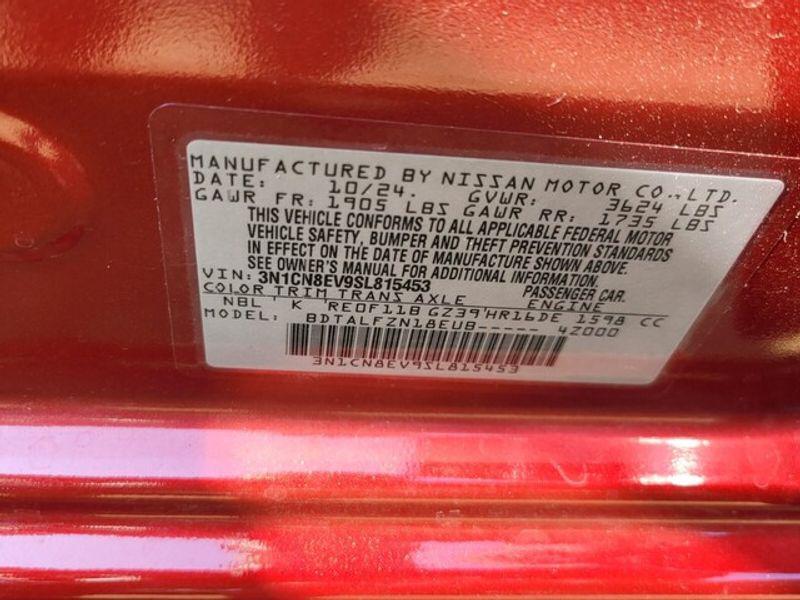 MANUFACTURED BY NISSAN MOTOR CO.,LTD.
DATE: 10/24. GVWR: 3624 LBS
GAWR FR: 1905 LBS GAWR RR: 1735 LBS
THIS VEHICLE CONFORMS TO ALL APPLICABLE FEDERAL MOTOR
VEHICLE SAFETY, BUMPER AND THEFT PREVENTION STANDARDS
IN EFFECT ON THE DATE OF MANUFACTURE SHOWN ABOVE.
SEE OWNER'S MANUAL FOR ADDITIONAL INFORMATION.
VIN: 3N1CN8EV9SL815453 PASSENGER CAR.
COLOR TRIM TRANS AXLE ENGINE
NBL ' K 'RE0F11B GZ39'HR16DE 1598 CC
MODEL: BDTALFZN18EUB----- 4Z000
3N1CN8EV9SL815453